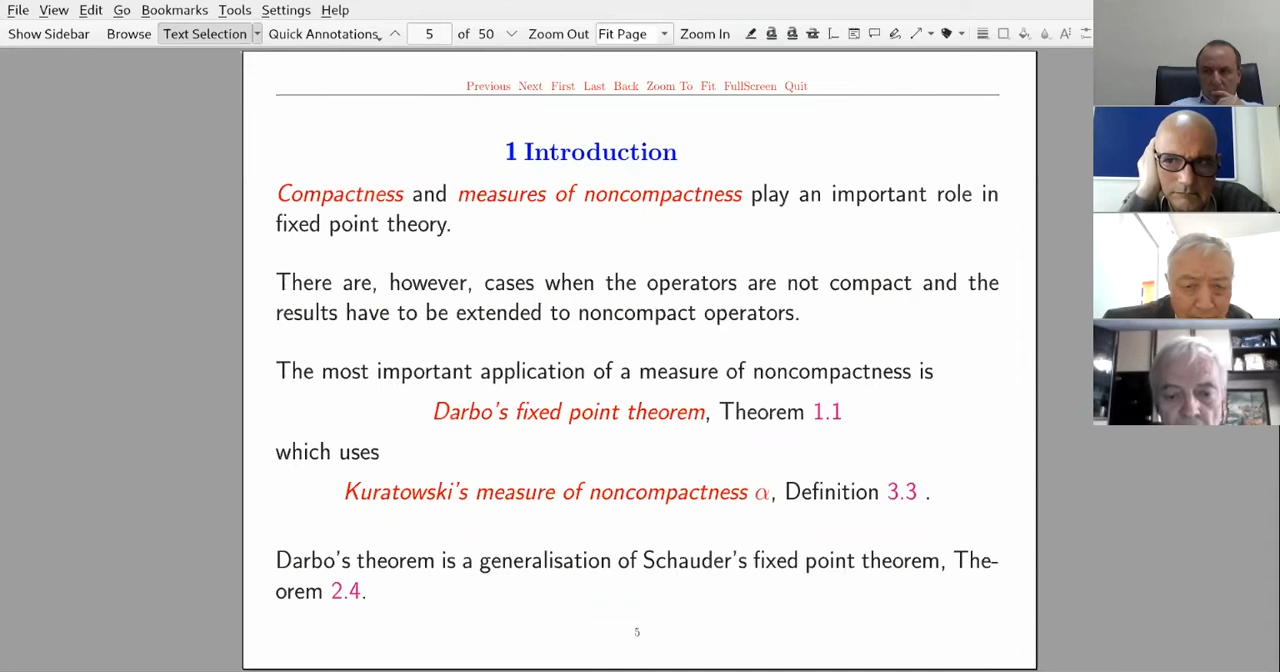 File View Edit Go Bookmarks Tools Settings Help
Show Sidebar Browse Text Selection Quick Annotations 5 of 50 Zoom Out Fit Page Zoom In
Previous Next First Last Back Zoom To Fit FullScreen Quit
1 Introduction
Compactness and measures of noncompactness play an important role in
fixed point theory.
There are, however, cases when the operators are not compact and the
results have to be extended to noncompact operators.
The most important application of a measure of noncompactness is
Darbo's fixed point theorem, Theorem 1.1
which uses
Kuratowski's measure of noncompactness α, Definition 3.3 .
Darbo's theorem is a generalisation of Schauder's fixed point theorem, The-
orem 2.4.
5